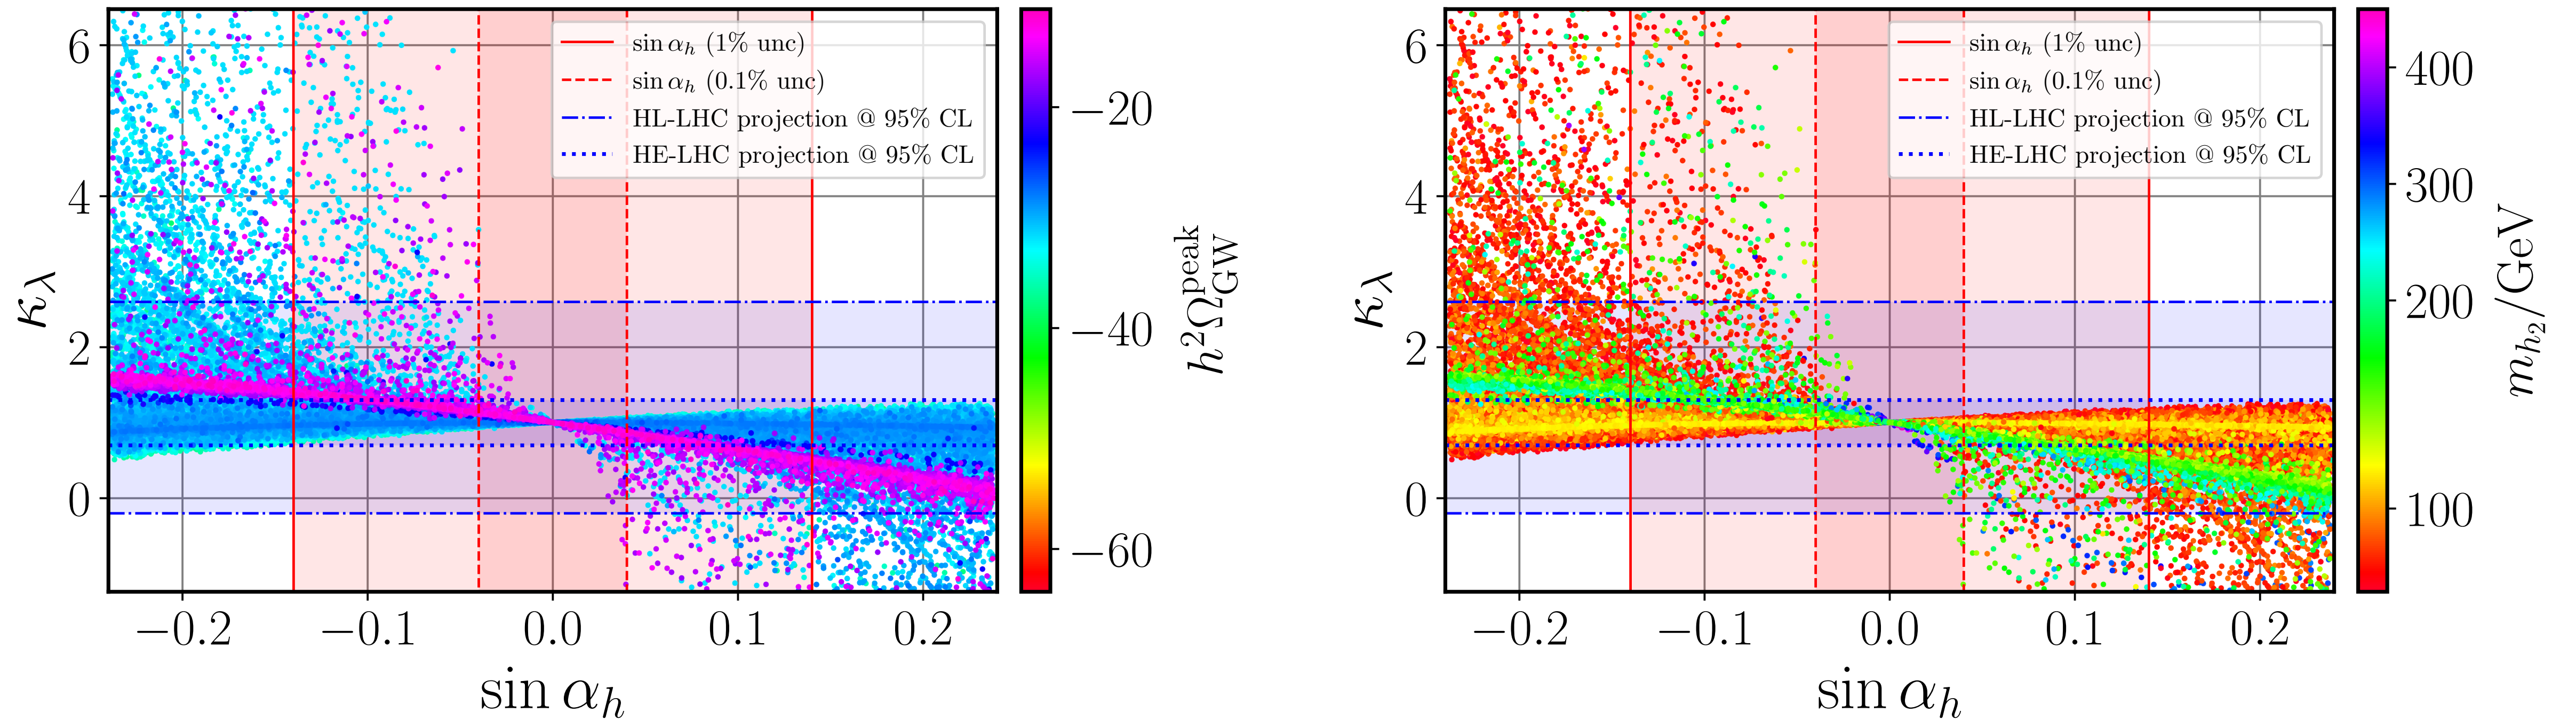 6
4
2
0
κλ
sin αh (1% unc)
sin αh (0.1% unc)
HL-LHC projection @ 95% CL
HE-LHC projection @ 95% CL
−0.2
−0.1
0.0
0.1
0.2
sin αh
−20
−40
−60
h²Ω^peak_GW
6
4
2
0
κλ
sin αh (1% unc)
sin αh (0.1% unc)
HL-LHC projection @ 95% CL
HE-LHC projection @ 95% CL
−0.2
−0.1
0.0
0.1
0.2
sin αh
400
300
200
100
mh₂/GeV